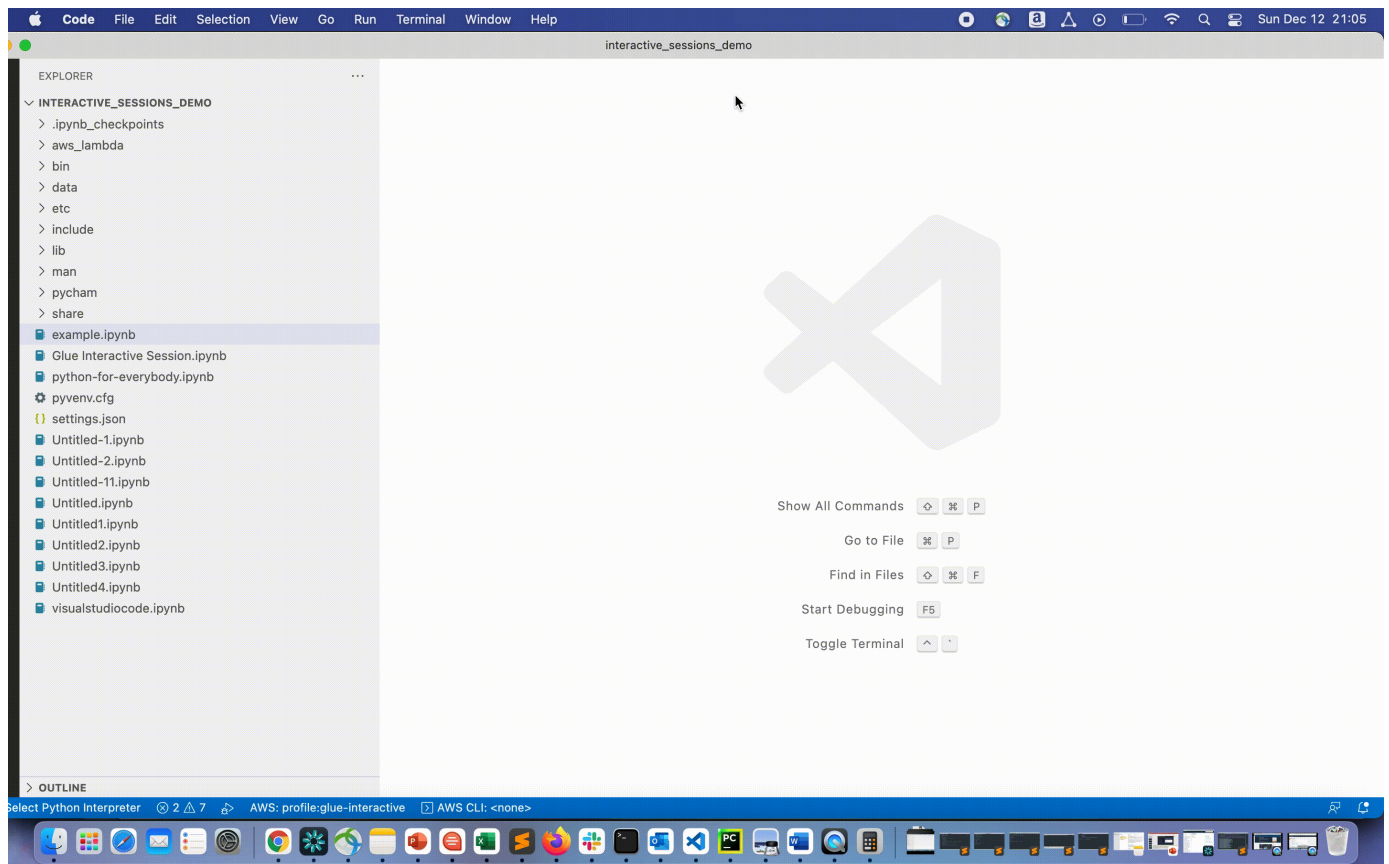 Code File Edit Selection View Go Run Terminal Window Help a Sun Dec 12 21:05
interactive_sessions_demo
EXPLORER ...
INTERACTIVE_SESSIONS_DEMO
.ipynb_checkpoints
aws_lambda
bin
data
etc
include
lib
man
pycham
share
example.ipynb
Glue Interactive Session.ipynb
python-for-everybody.ipynb
pyvenv.cfg
{} settings.json
Untitled-1.ipynb
Untitled-2.ipynb
Untitled-11.ipynb
Untitled.ipynb
Untitled1.ipynb
Untitled2.ipynb
Untitled3.ipynb
Untitled4.ipynb
visualstudiocode.ipynb
Show All Commands ⇧ ⌘ P
Go to File ⌘ P
Find in Files ⇧ ⌘ F
Start Debugging F5
Toggle Terminal ^ `
OUTLINE
Select Python Interpreter 2 7 AWS: profile:glue-interactive AWS CLI: <none>
PC